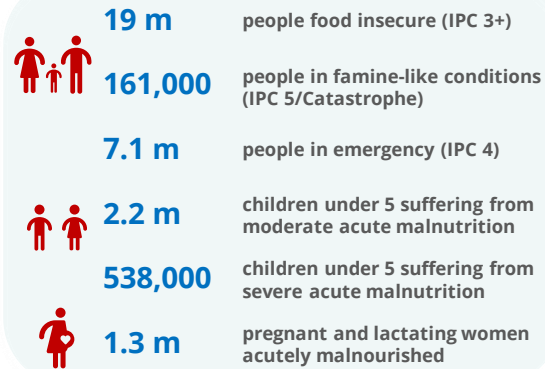 19 m people food insecure (IPC 3+)
161,000 people in famine-like conditions
(IPC 5/Catastrophe)
7.1 m people in emergency (IPC 4)
2.2 m children under 5 suffering from
moderate acute malnutrition
538,000 children under 5 suffering from
severe acute malnutrition
1.3 m pregnant and lactating women
acutely malnourished